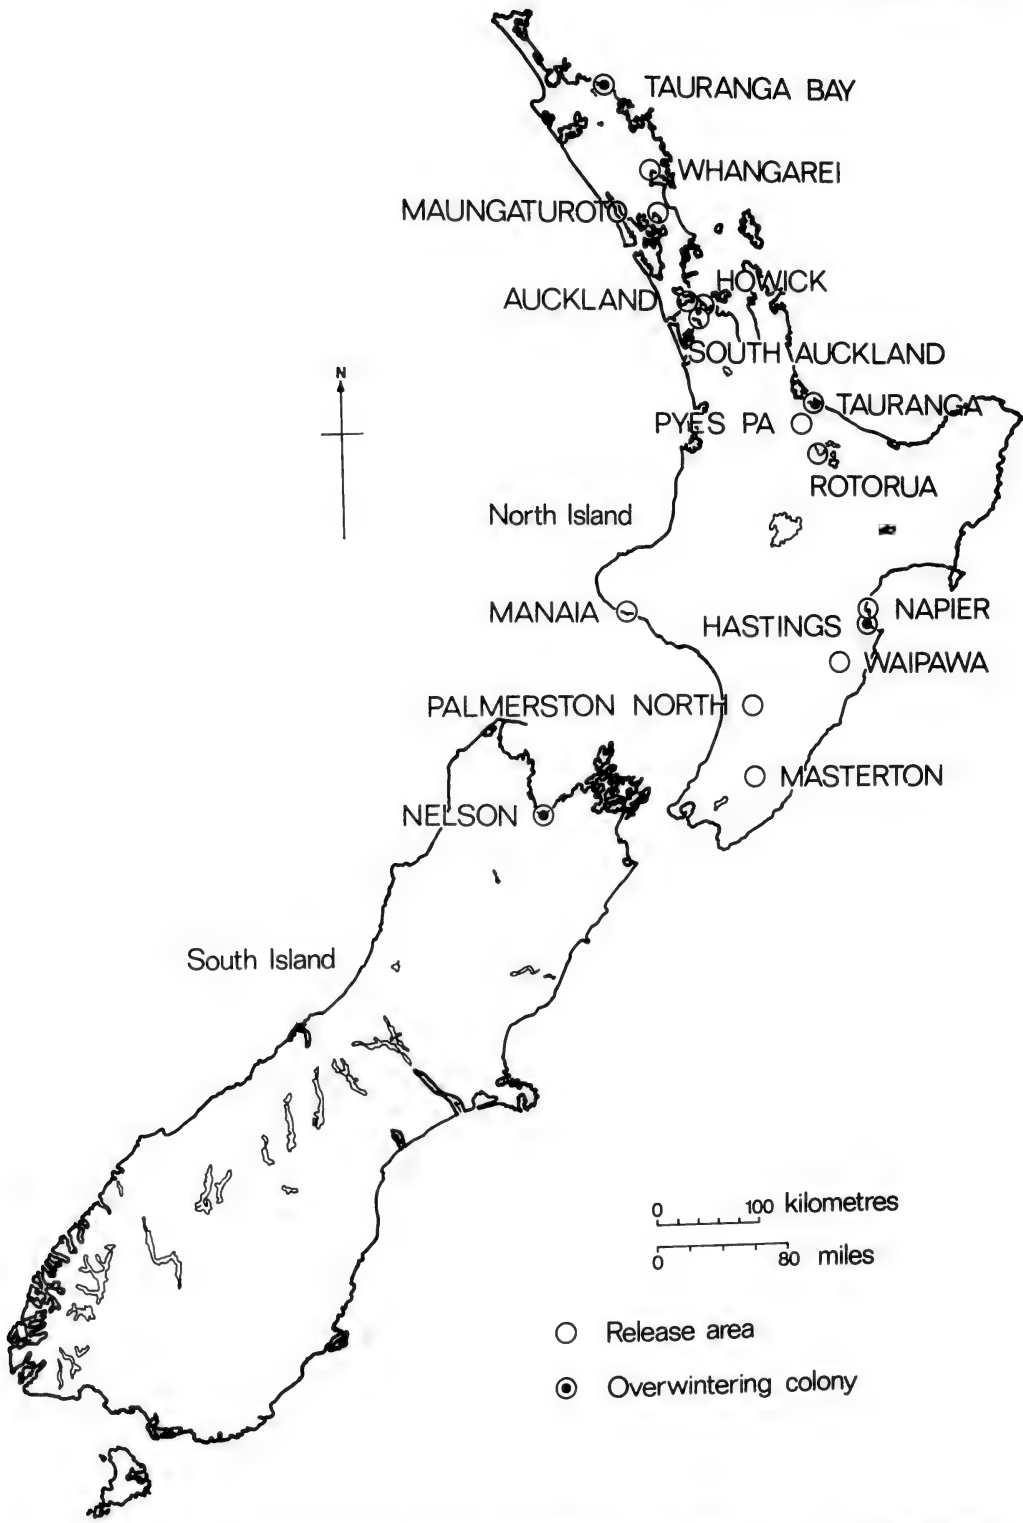 TAURANGA BAY
WHANGAREI
MAUNGATUROTO
HOWICK
AUCKLAND
SOUTH AUCKLAND
N
TAURANGA
PYES PA
ROTORUA
North Island
MANAIA
NAPIER
HASTINGS
WAIPAWA
PALMERSTON NORTH
MASTERTON
NELSON
South Island
0 100 kilometres
0 80 miles
Release area
Overwintering colony